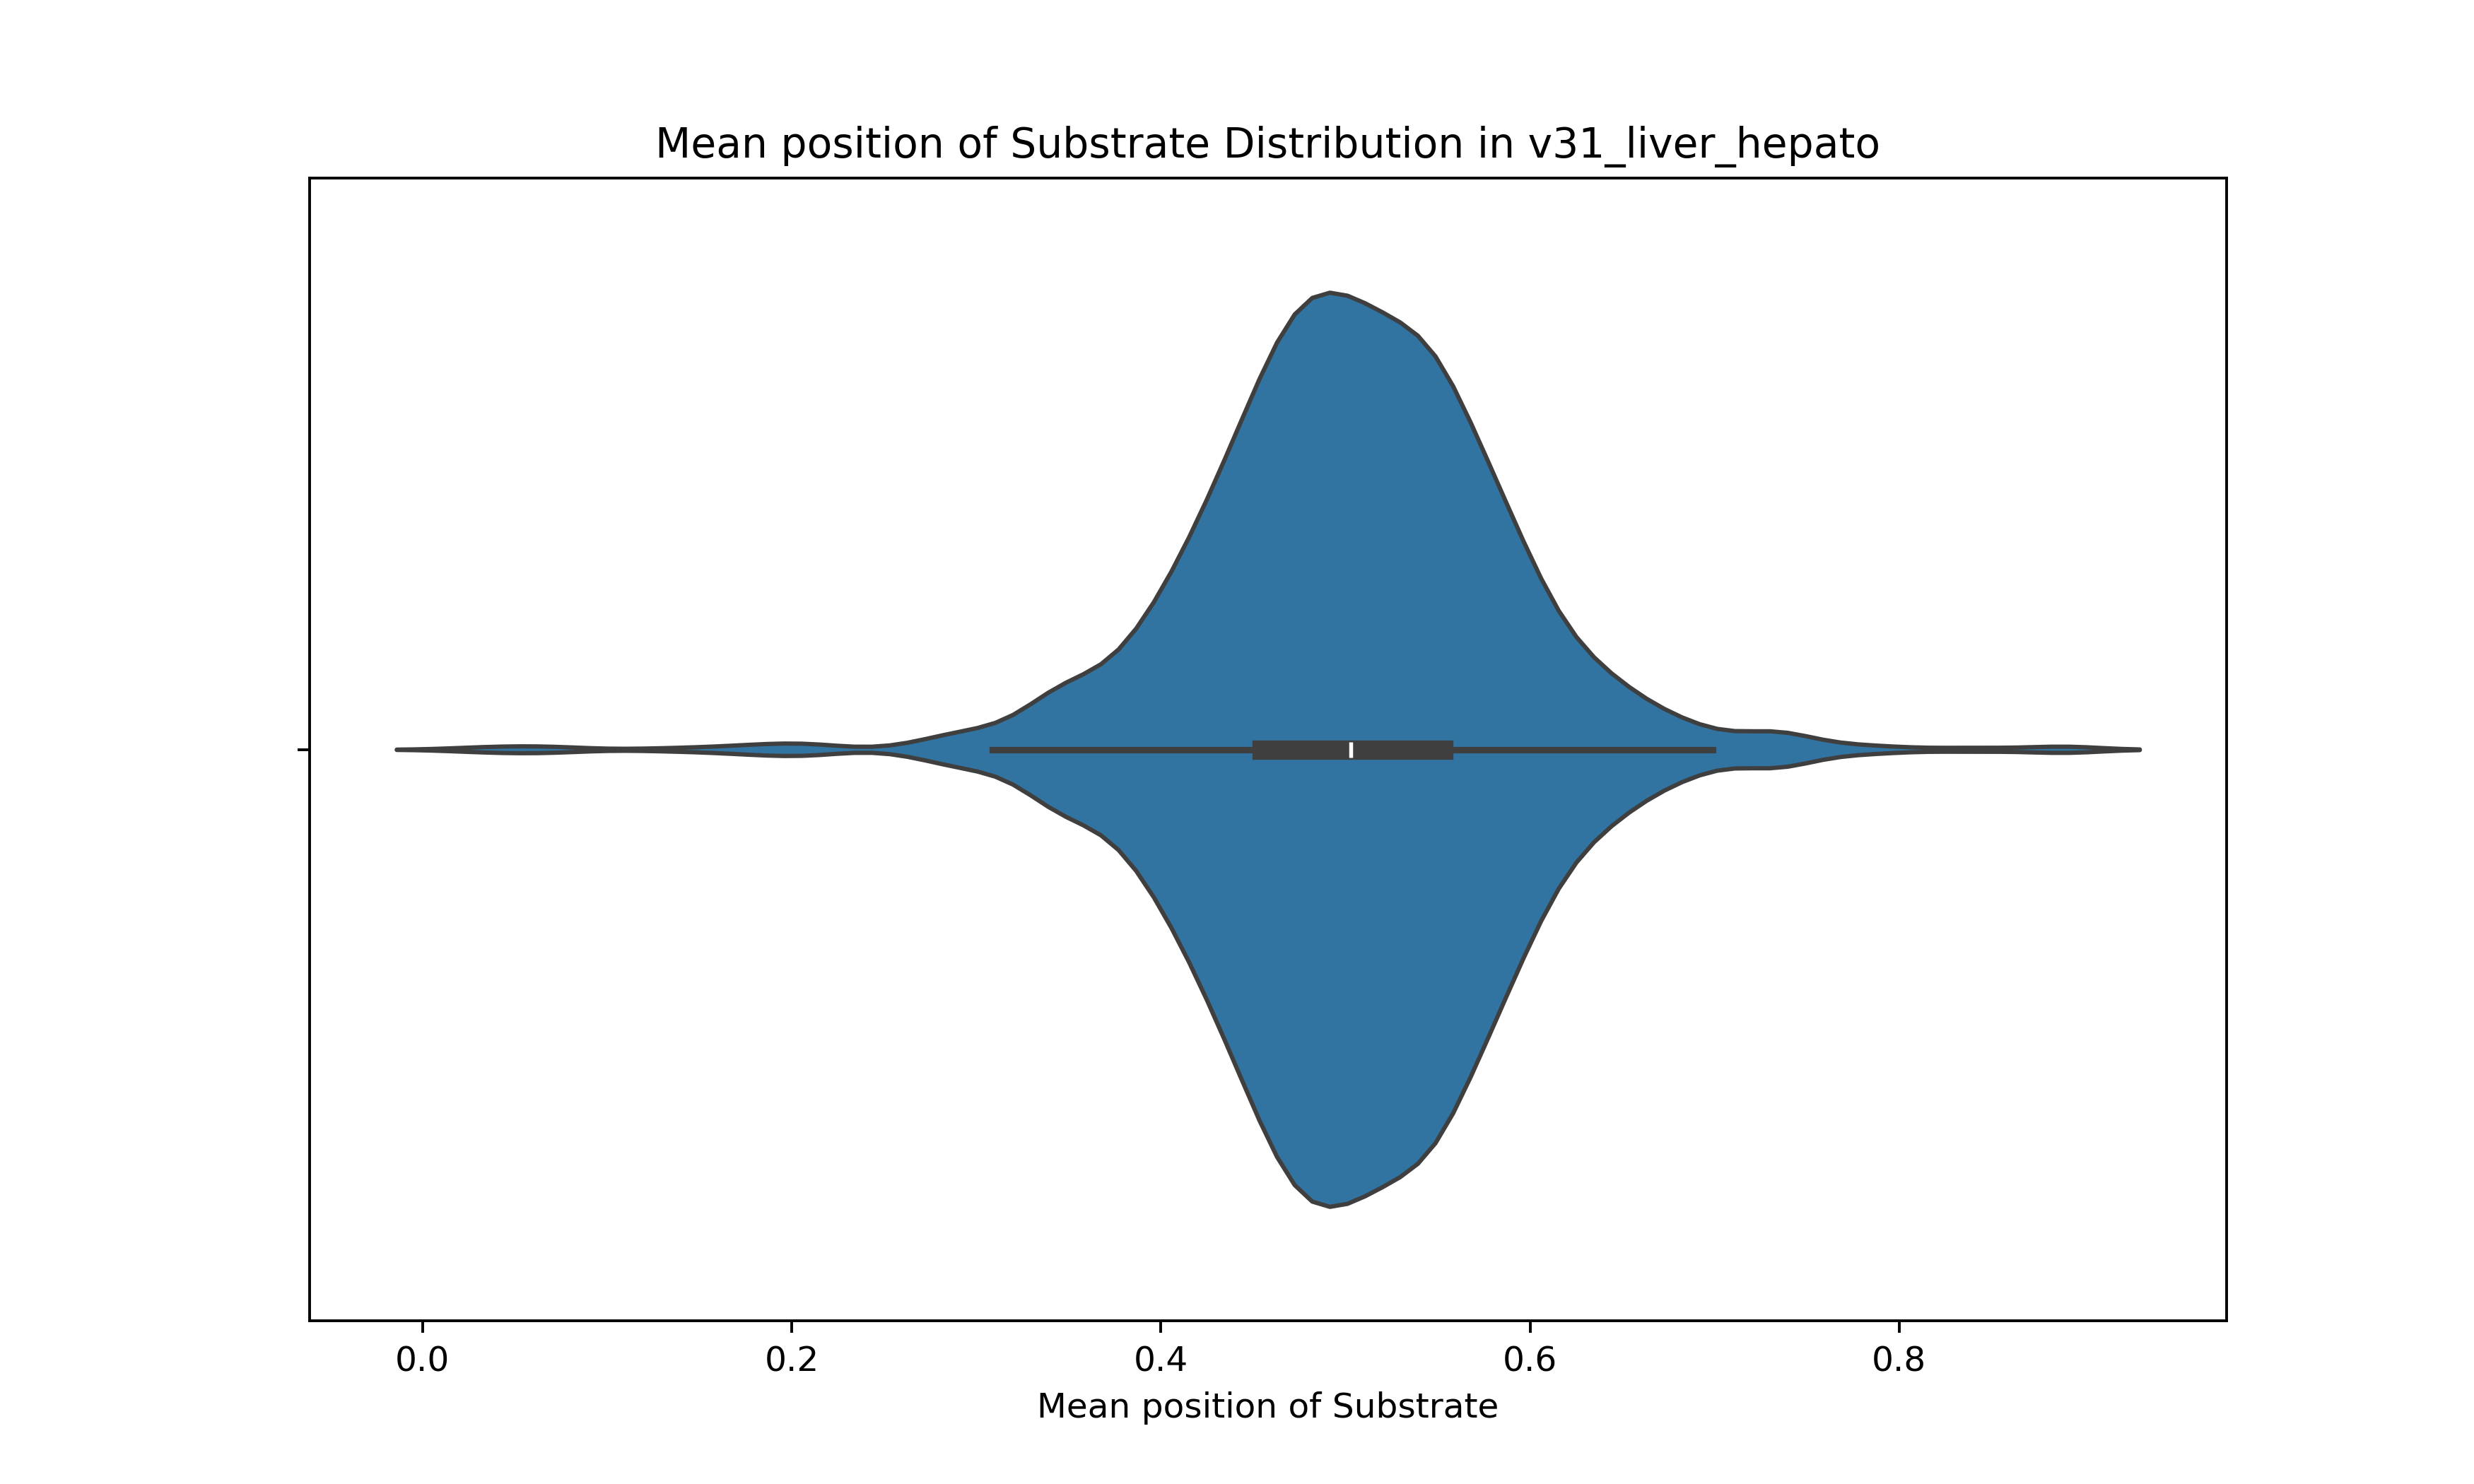 Mean position of Substrate Distribution in v31_liver_hepato
0.0 0.2 0.4 0.6 0.8
Mean position of Substrate